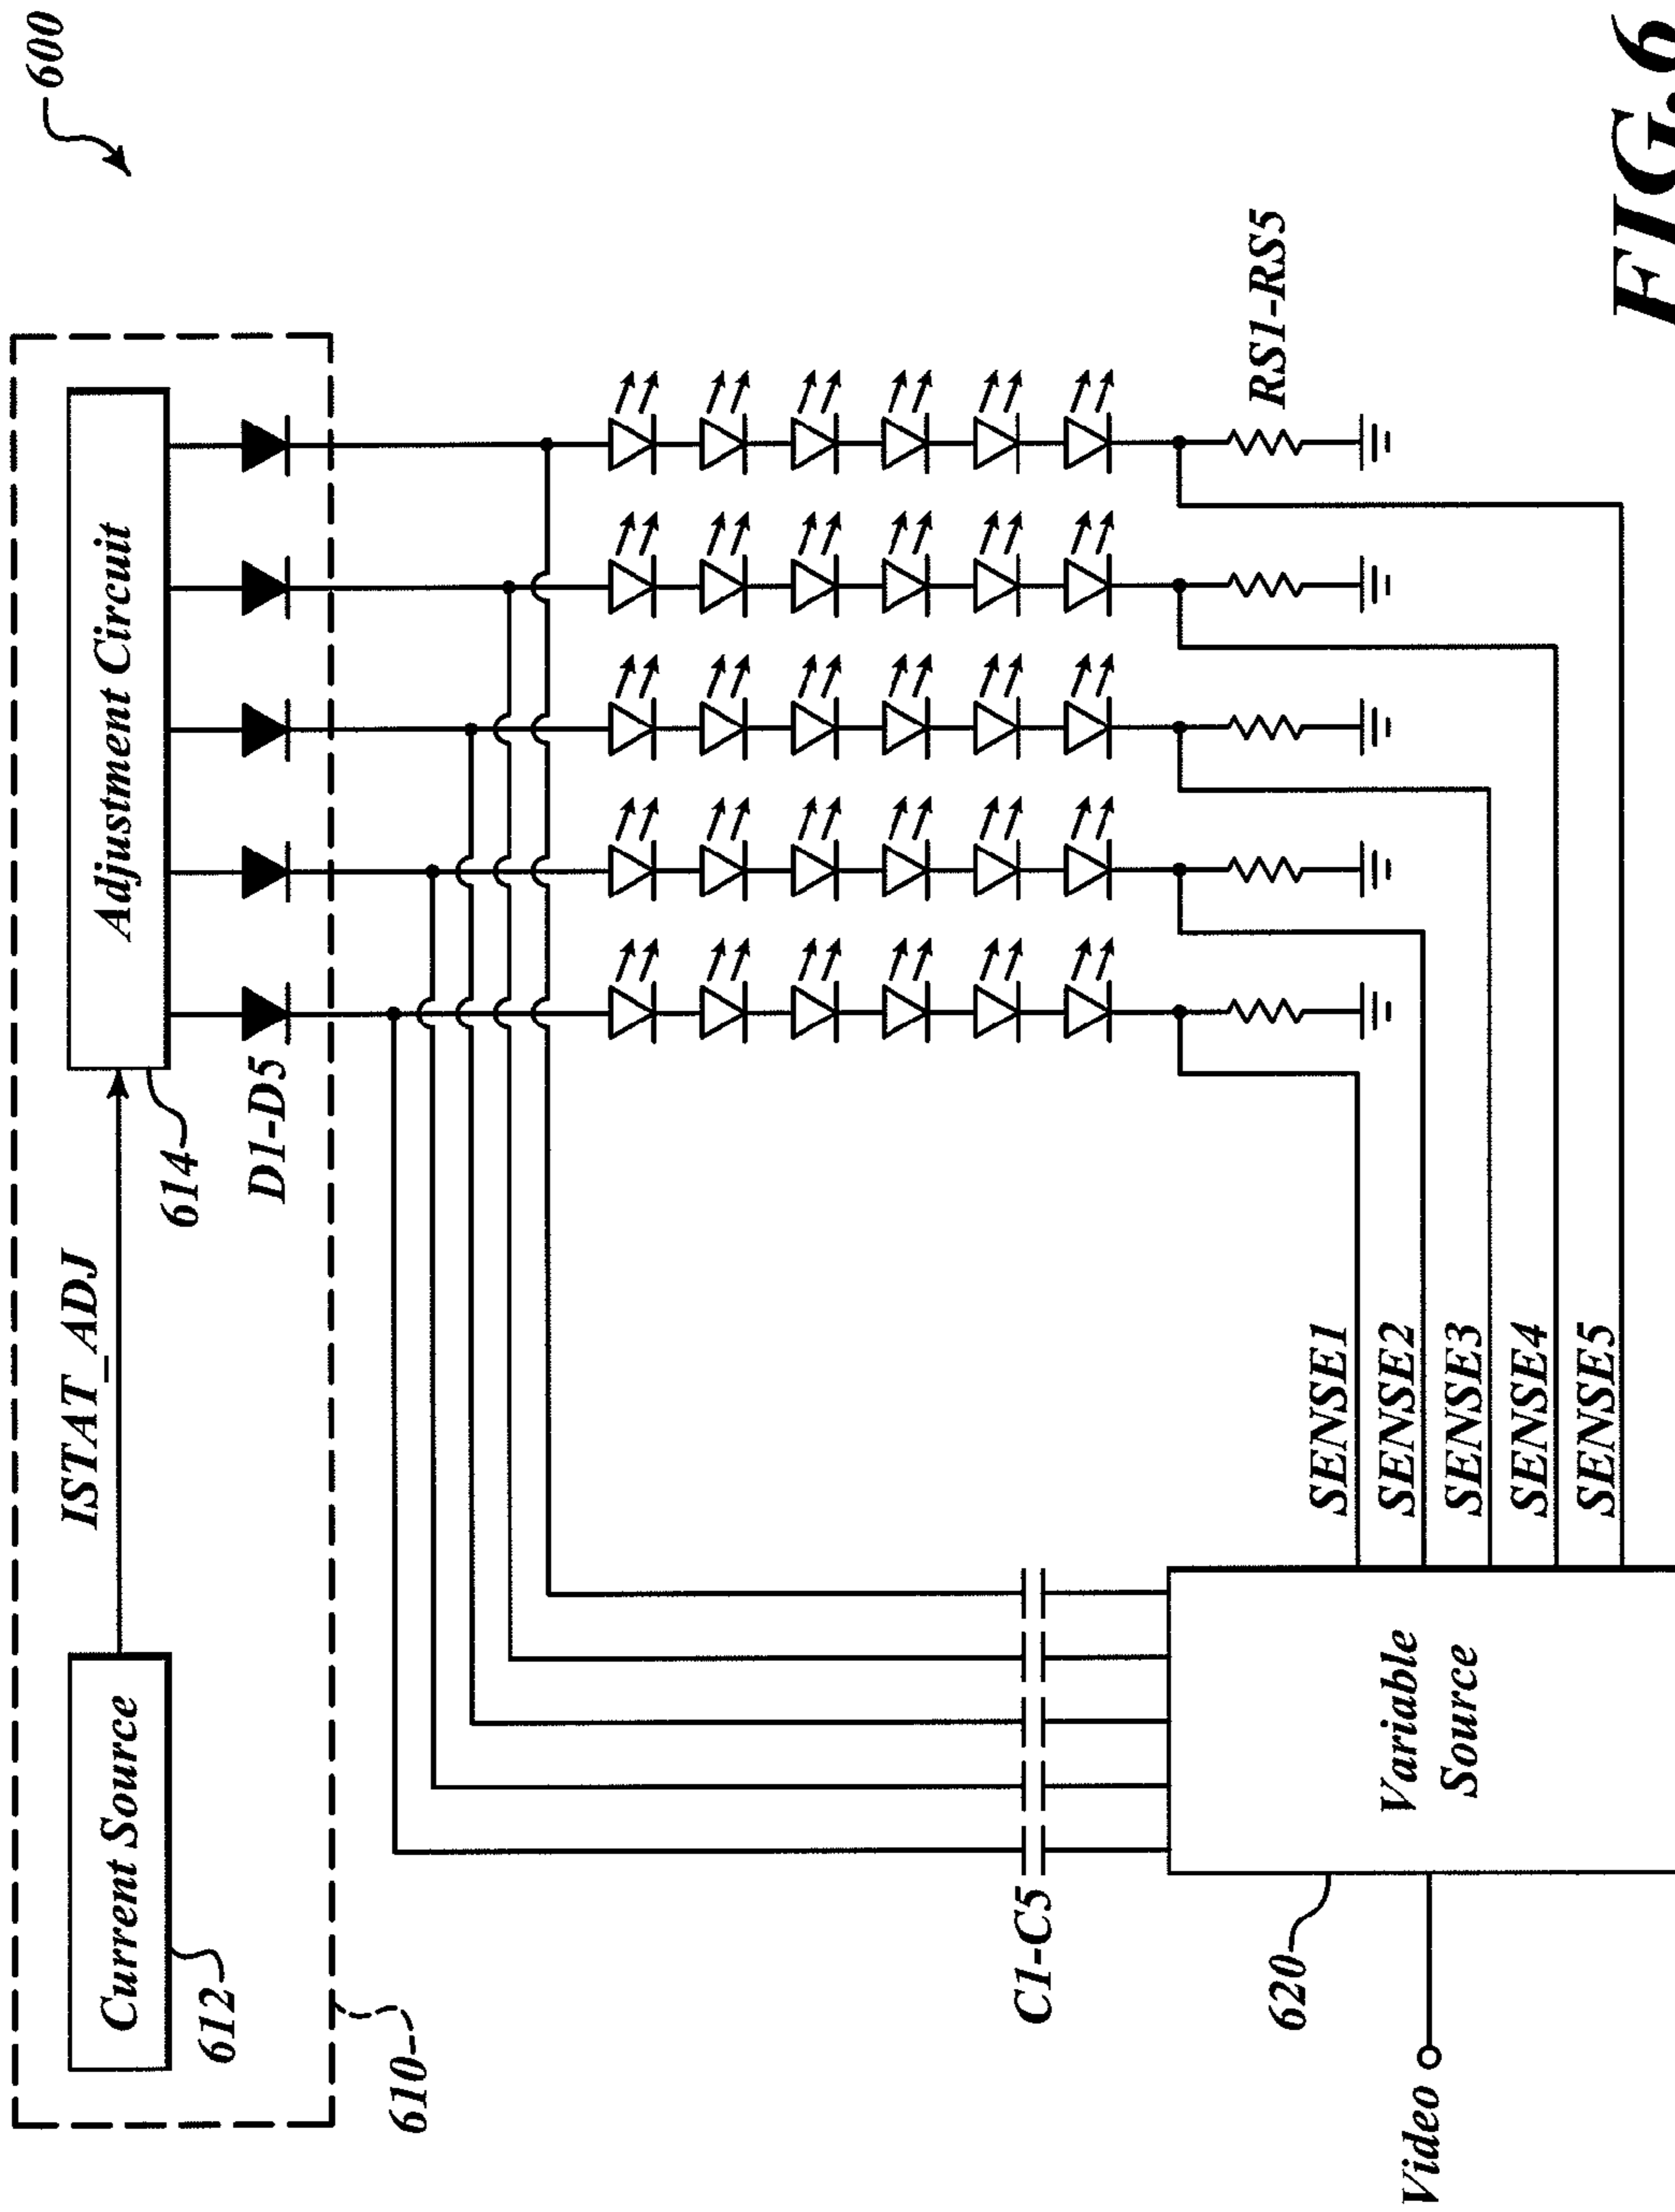 600
Current Source
612
ISTAT_ADJ
Adjustment Circuit
614
D1-D5
610
C1-C5
620
Video
Variable
Source
SENSE1
SENSE2
SENSE3
SENSE4
SENSE5
RS1-RS5
FIG.6